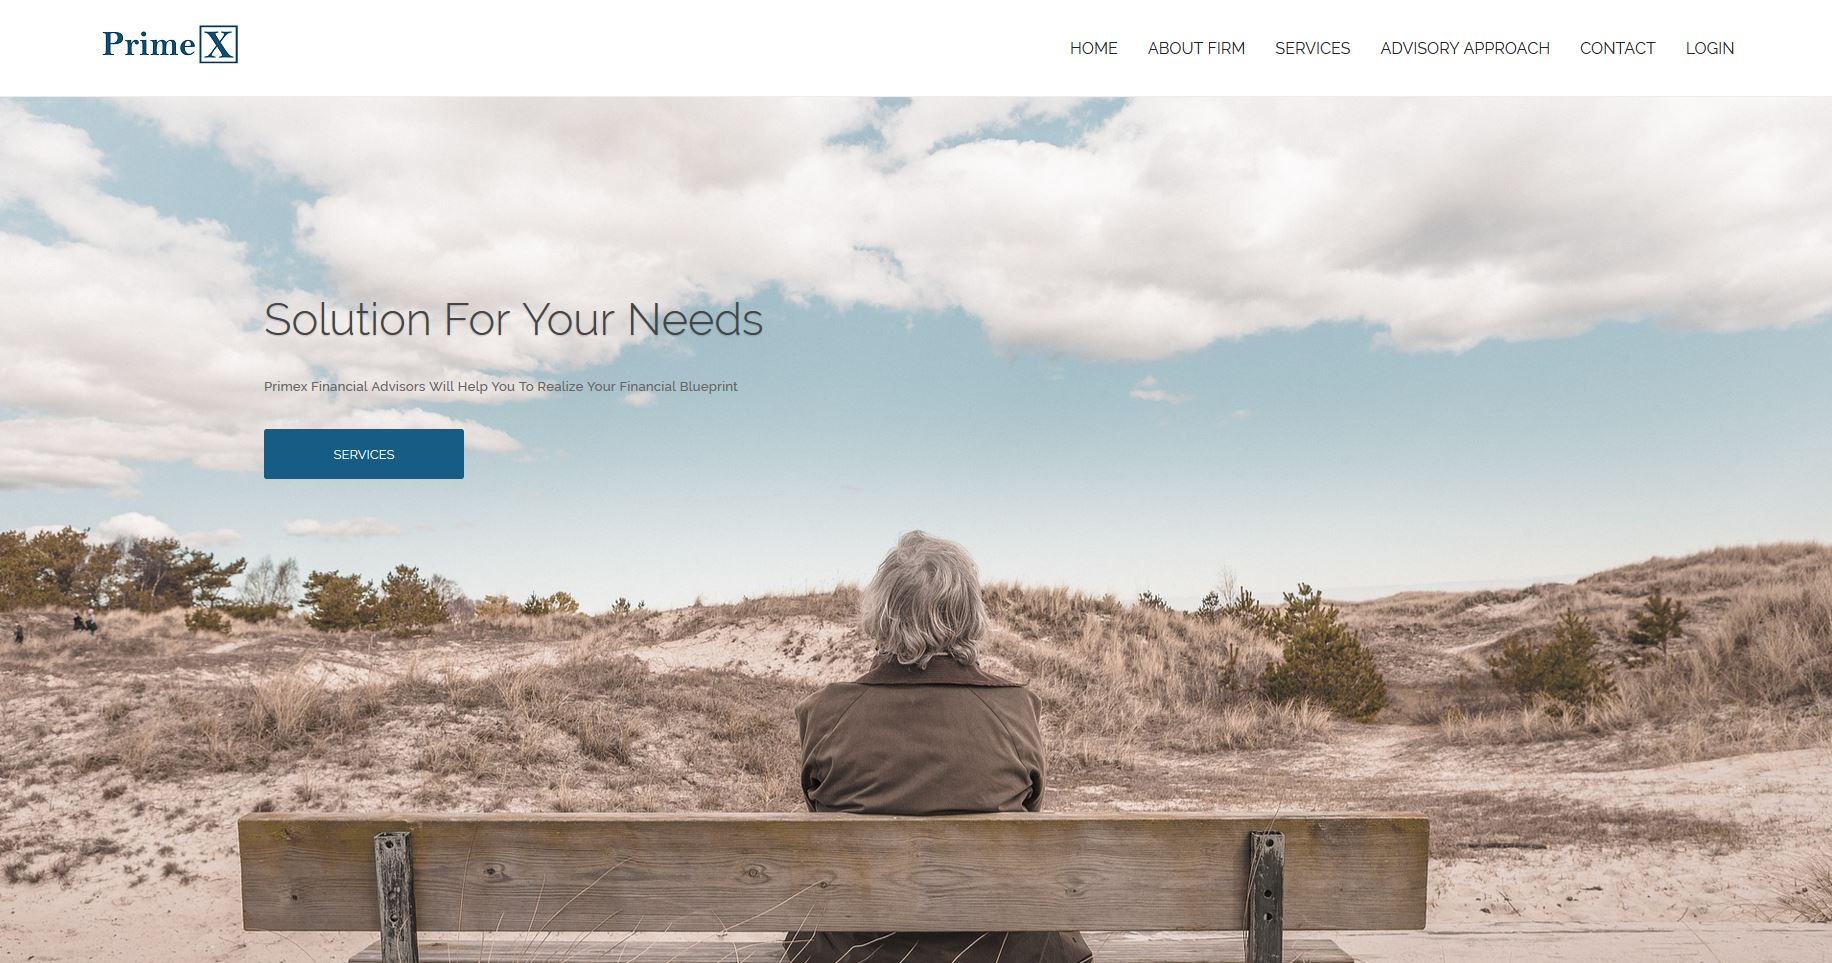 PrimeX
HOME ABOUT FIRM SERVICES ADVISORY APPROACH CONTACT LOGIN
Solution For Your Needs
Primex Financial Advisors Will Help You To Realize Your Financial Blueprint
SERVICES